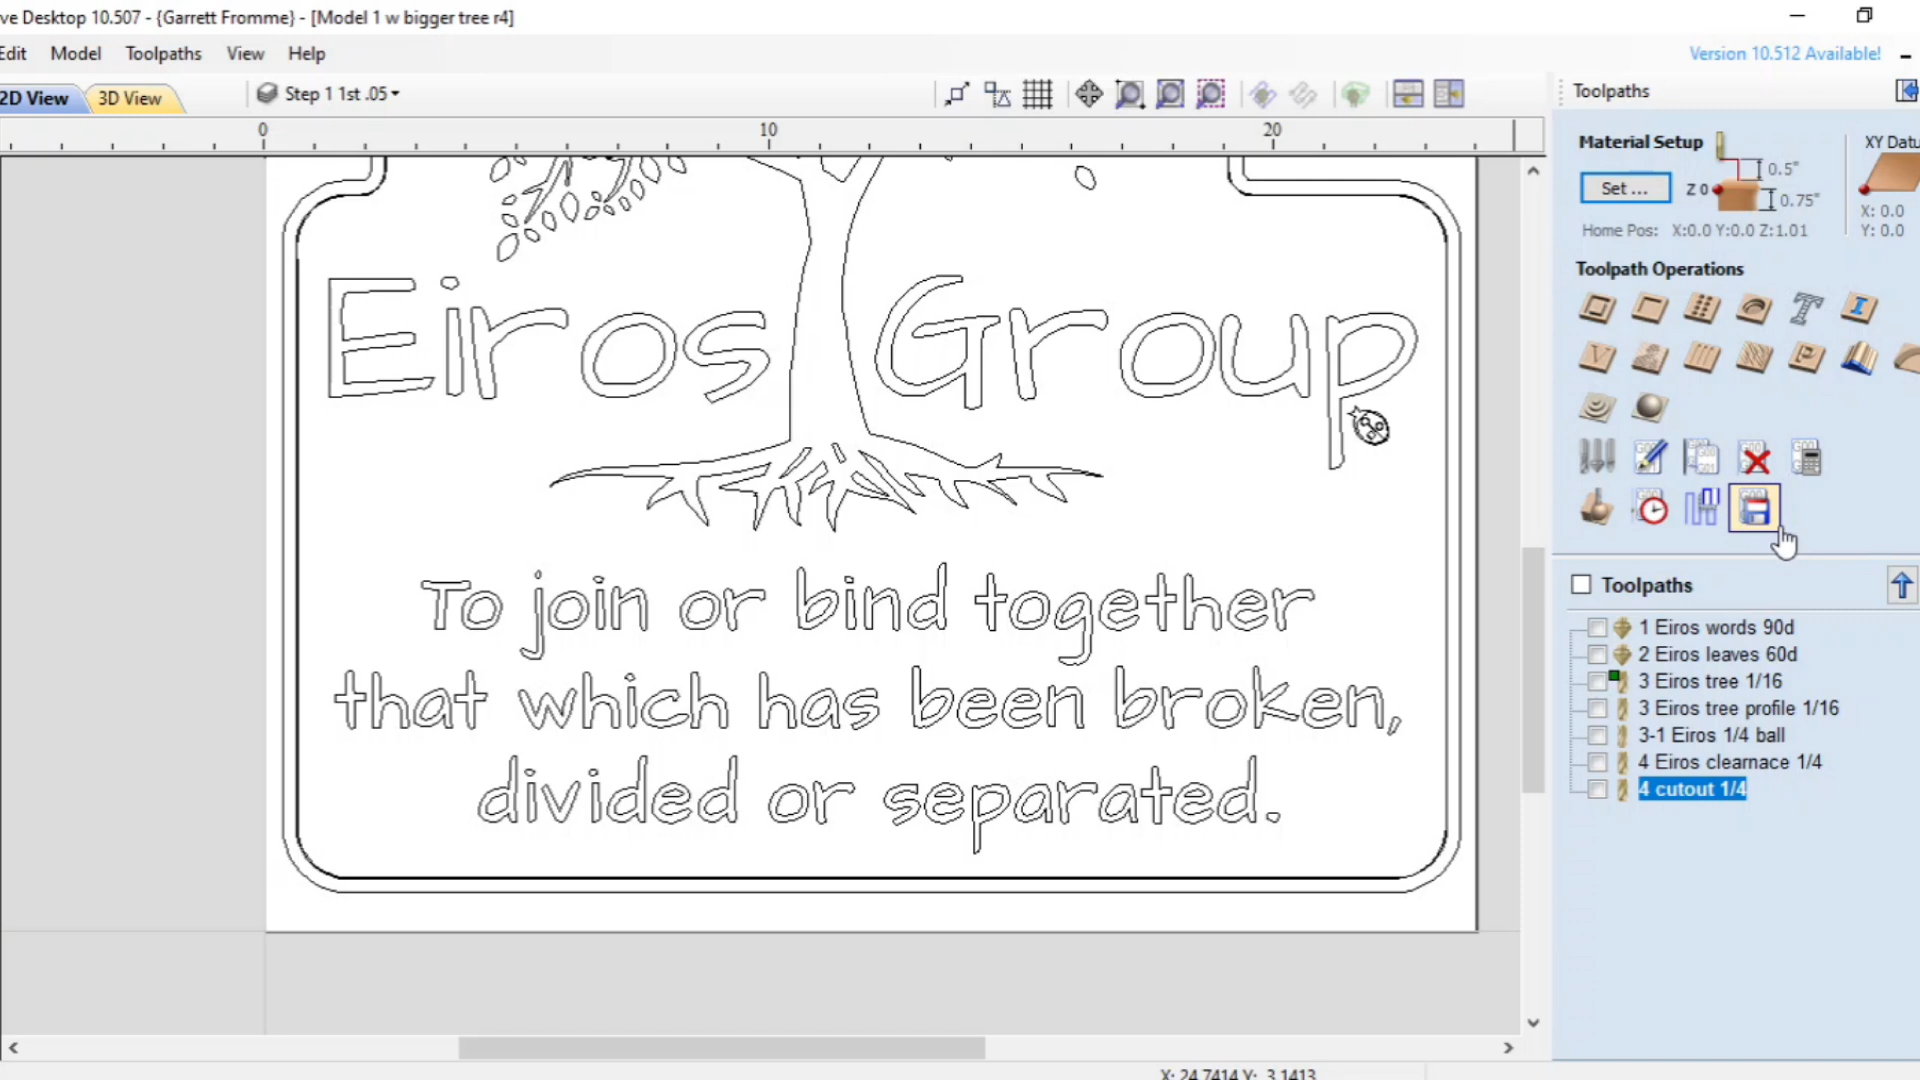 ve Desktop 10.507 - {Garrett Fromme} - [Model 1 w bigger tree r4]
Edit Model Toolpaths View Help
Version 10.512 Available!
2D View 3D View Step 1 1st .05
Toolpaths
0 10 20
Material Setup
Set ...
Z 0
0.5"
0.75"
Home Pos: X:0.0 Y:0.0 Z:1.01
XY Datu
X: 0.0
Y: 0.0
Toolpath Operations
Eiros Group
To join or bind together
that which has been broken,
divided or separated.
Toolpaths
1 Eiros words 90d
2 Eiros leaves 60d
3 Eiros tree 1/16
3 Eiros tree profile 1/16
3-1 Eiros 1/4 ball
4 Eiros clearnace 1/4
4 cutout 1/4
X: 24.7414 Y: 3.1413